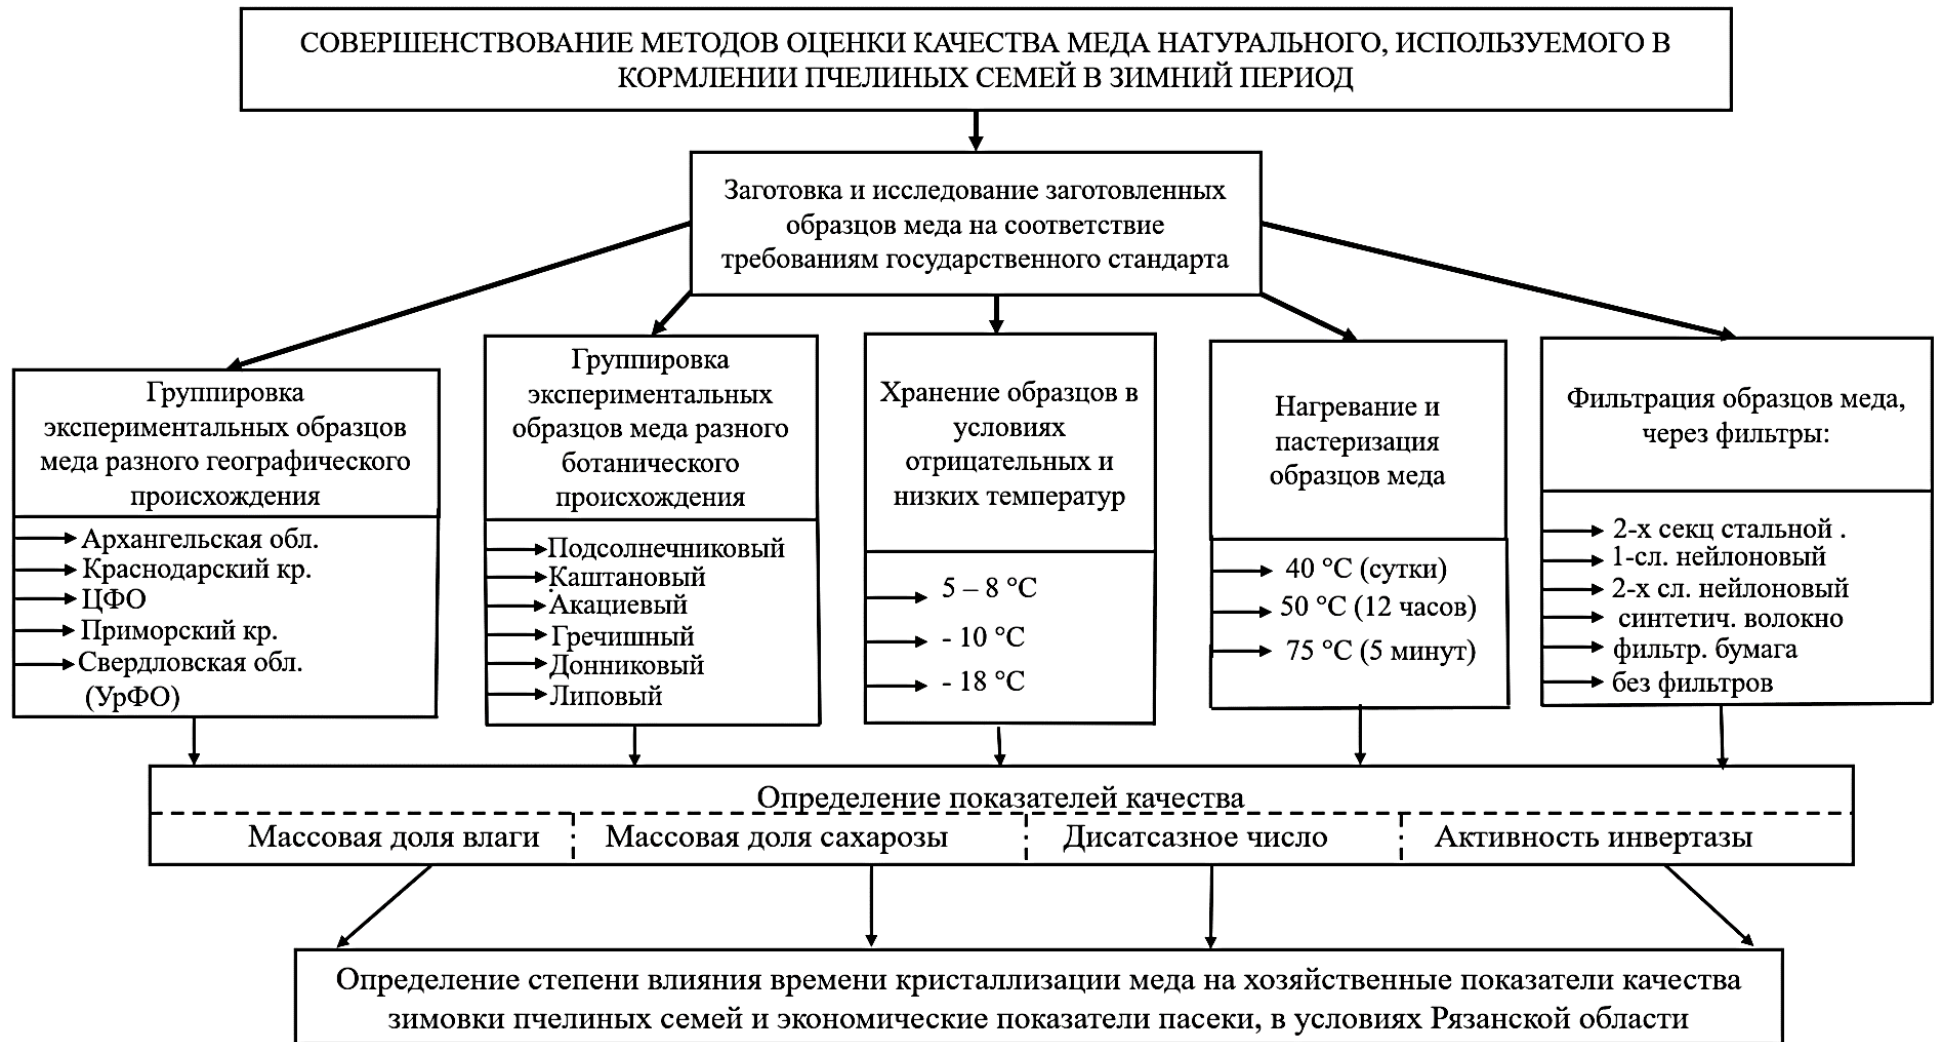 СОВЕРШЕНСТВОВАНИЕ МЕТОДОВ ОЦЕНКИ КАЧЕСТВА МЕДА НАТУРАЛЬНОГО, ИСПОЛЬЗУЕМОГО В
КОРМЛЕНИИ ПЧЕЛИНЫХ СЕМЕЙ В ЗИМНИЙ ПЕРИОД
Заготовка и исследование заготовленных
образцов меда на соответствие
требованиям государственного стандарта
Группировка
экспериментальных образцов
меда разного географического
происхождения
Архангельская обл.
Краснодарский кр.
ЦФО
Приморский кр.
Свердловская обл.
(УрФО)
Группировка
экспериментальных
образцов меда разного
ботанического
происхождения
Подсолнечниковый
Каштановый
Акациевый
Гречишный
Донниковый
Липовый
Хранение образцов в
условиях
отрицательных и
низких температур
5 – 8 °С
- 10 °С
- 18 °С
Нагревание и
пастеризация
образцов меда
40 °С (сутки)
50 °С (12 часов)
75 °С (5 минут)
Фильтрация образцов меда,
через фильтры:
2-х секц стальной .
1-сл. нейлоновый
2-х сл. нейлоновый
синтетич. волокно
фильтр. бумага
без фильтров
Определение показателей качества
Массовая доля влаги
Массовая доля сахарозы
Дисатсазное число
Активность инвертазы
Определение степени влияния времени кристаллизации меда на хозяйственные показатели качества
зимовки пчелиных семей и экономические показатели пасеки, в условиях Рязанской области